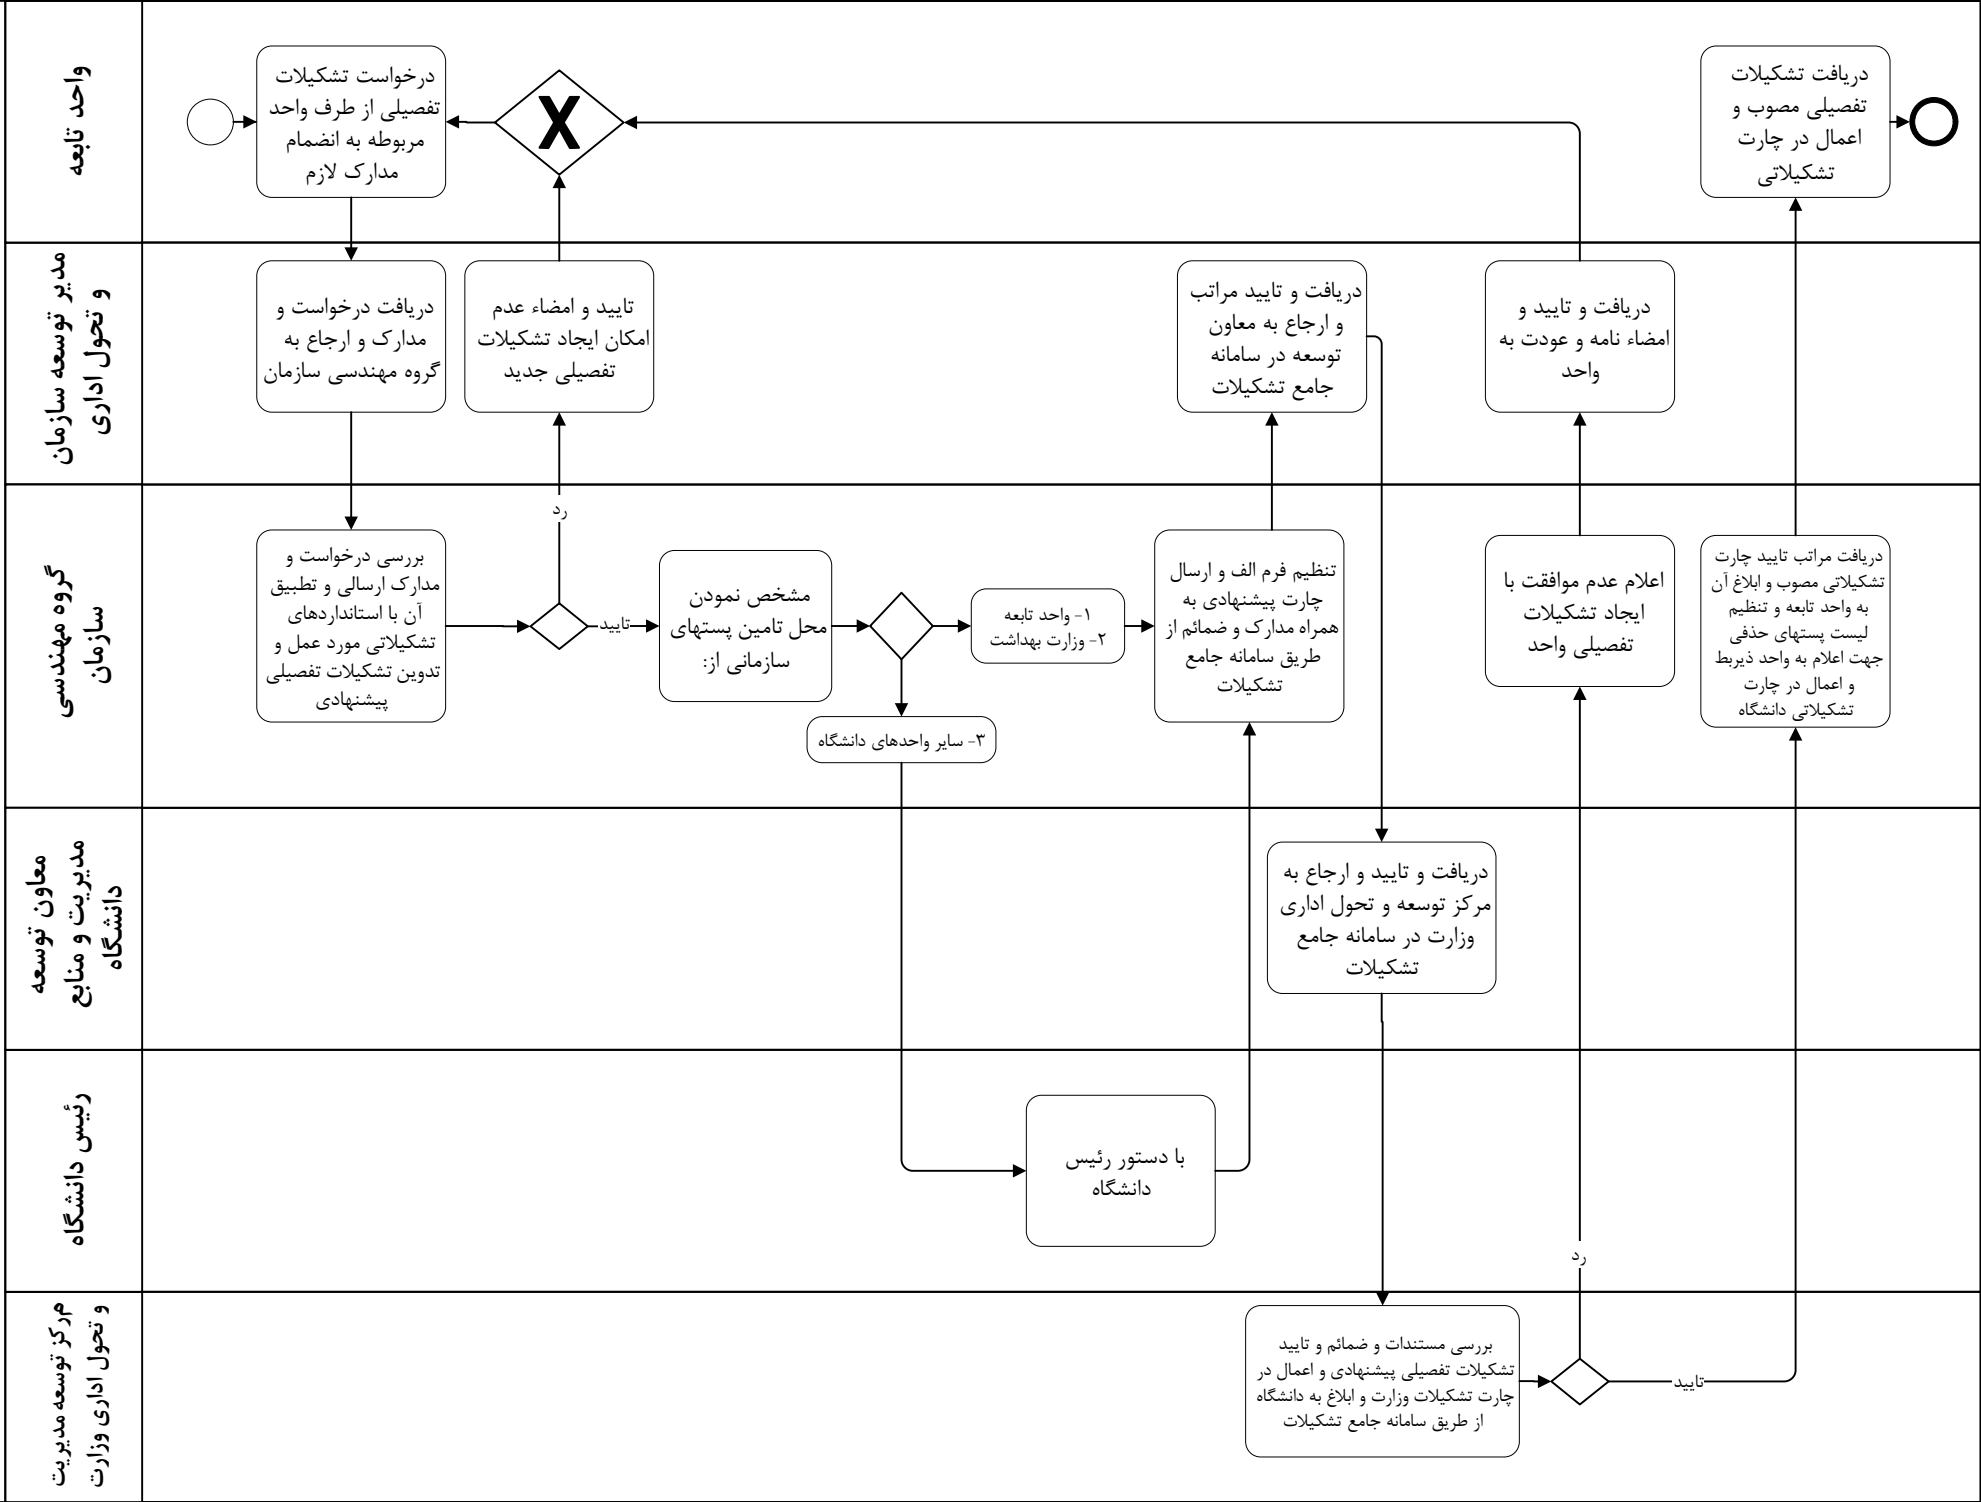 واحد تابعه
درخواست تشکیلات
تفصیلی از طرف واحد
مربوطه به انضمام
مدارک لازم
X
دریافت تشکیلات
تفصیلی مصوب و
اعمال در چارت
تشکیلاتی
مدیر توسعه سازمان
و تحول اداری
دریافت درخواست و
مدارک و ارجاع به
گروه مهندسی سازمان
تایید و امضاء عدم
امکان ایجاد تشکیلات
تفصیلی جدید
دریافت و تایید مراتب
و ارجاع به معاون
توسعه در سامانه
جامع تشکیلات
دریافت و تایید و
امضاء نامه و عودت به
واحد
گروه مهندسی
سازمان
بررسی درخواست و
مدارک ارسالی و تطبیق
آن با استانداردهای
تشکیلاتی مورد عمل و
تدوین تشکیلات تفصیلی
پیشنهادی
رد
تایید
مشخص نمودن
محل تامین پستهای
سازمانی از:
۱- واحد تابعه
۲- وزارت بهداشت
۳- سایر واحدهای دانشگاه
تنظیم فرم الف و ارسال
چارت پیشنهادی به
همراه مدارک و ضمائم از
طریق سامانه جامع
تشکیلات
اعلام عدم موافقت با
ایجاد تشکیلات
تفصیلی واحد
دریافت مراتب تایید چارت
تشکیلاتی مصوب و ابلاغ آن
به واحد تابعه و تنظیم
لیست پستهای حذفی
جهت اعلام به واحد ذیربط
و اعمال در چارت
تشکیلاتی دانشگاه
معاون توسعه
مدیریت و منابع
دانشگاه
دریافت و تایید و ارجاع به
مرکز توسعه و تحول اداری
وزارت در سامانه جامع
تشکیلات
رئیس دانشگاه
با دستور رئیس
دانشگاه
رد
مرکز توسعه مدیریت
و تحول اداری وزارت
بررسی مستندات و ضمائم و تایید
تشکیلات تفصیلی پیشنهادی و اعمال در
چارت تشکیلات وزارت و ابلاغ به دانشگاه
از طریق سامانه جامع تشکیلات
تایید